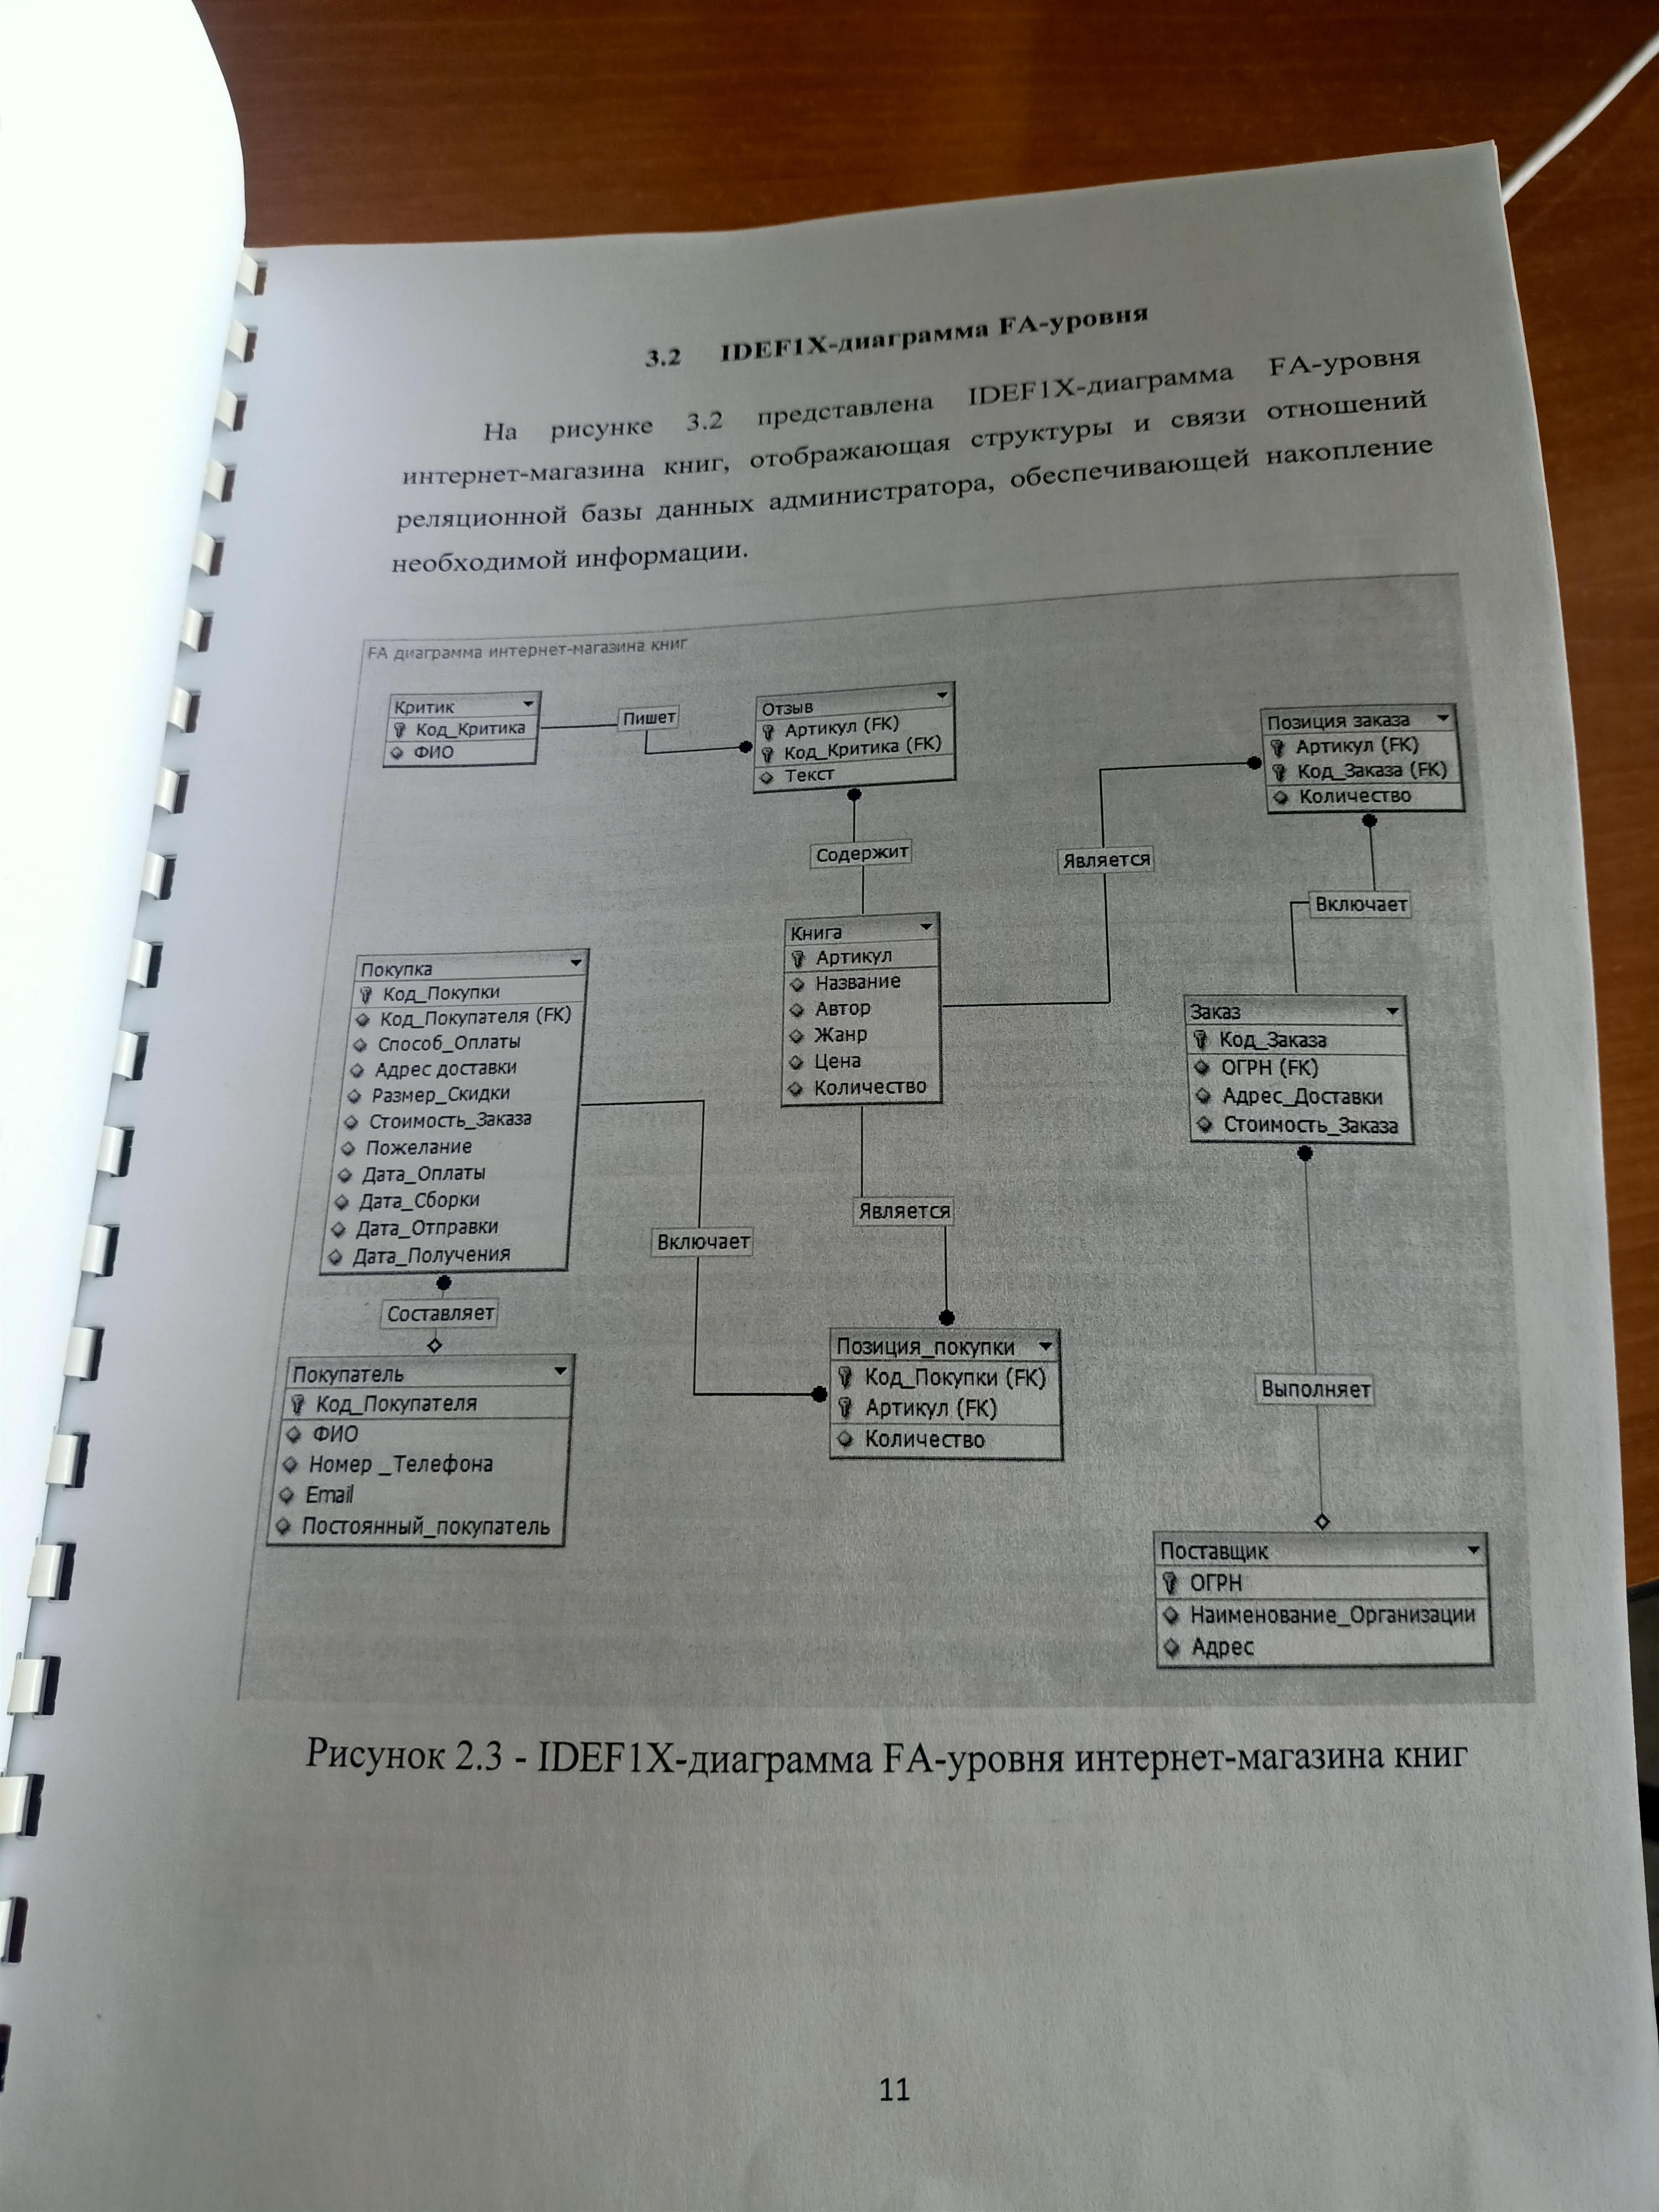 3.2 IDEF1X-диаграмма FA-уровня
На рисунке 3.2 представлена IDEF1X-диаграмма FA-уровня
интернет-магазина книг, отображающая структуры и связи отношений
реляционной базы данных администратора, обеспечивающей накопление
необходимой информации.
FA диаграмма интернет-магазина книг
Критик
Код_Критика
ФИО
Пишет
Отзыв
Артикул (FK)
Код_Критика (FK)
Текст
Позиция заказа
Артикул (FK)
Код_Заказа (FK)
Количество
Содержит
Является
Включает
Книга
Артикул
Название
Автор
Жанр
Цена
Количество
Покупка
Код_Покупки
Код_Покупателя (FK)
Способ_Оплаты
Адрес доставки
Размер_Скидки
Стоимость_Заказа
Пожелание
Дата_Оплаты
Дата_Сборки
Дата_Отправки
Дата_Получения
Заказ
Код_Заказа
ОГРН (FK)
Адрес_Доставки
Стоимость_Заказа
Является
Включает
Составляет
Покупатель
Код_Покупателя
ФИО
Номер _Телефона
Email
Постоянный_покупатель
Позиция_покупки
Код_Покупки (FK)
Артикул (FK)
Количество
Выполняет
Поставщик
ОГРН
Наименование_Организации
Адрес
Рисунок 2.3 - IDEF1X-диаграмма FA-уровня интернет-магазина книг
11